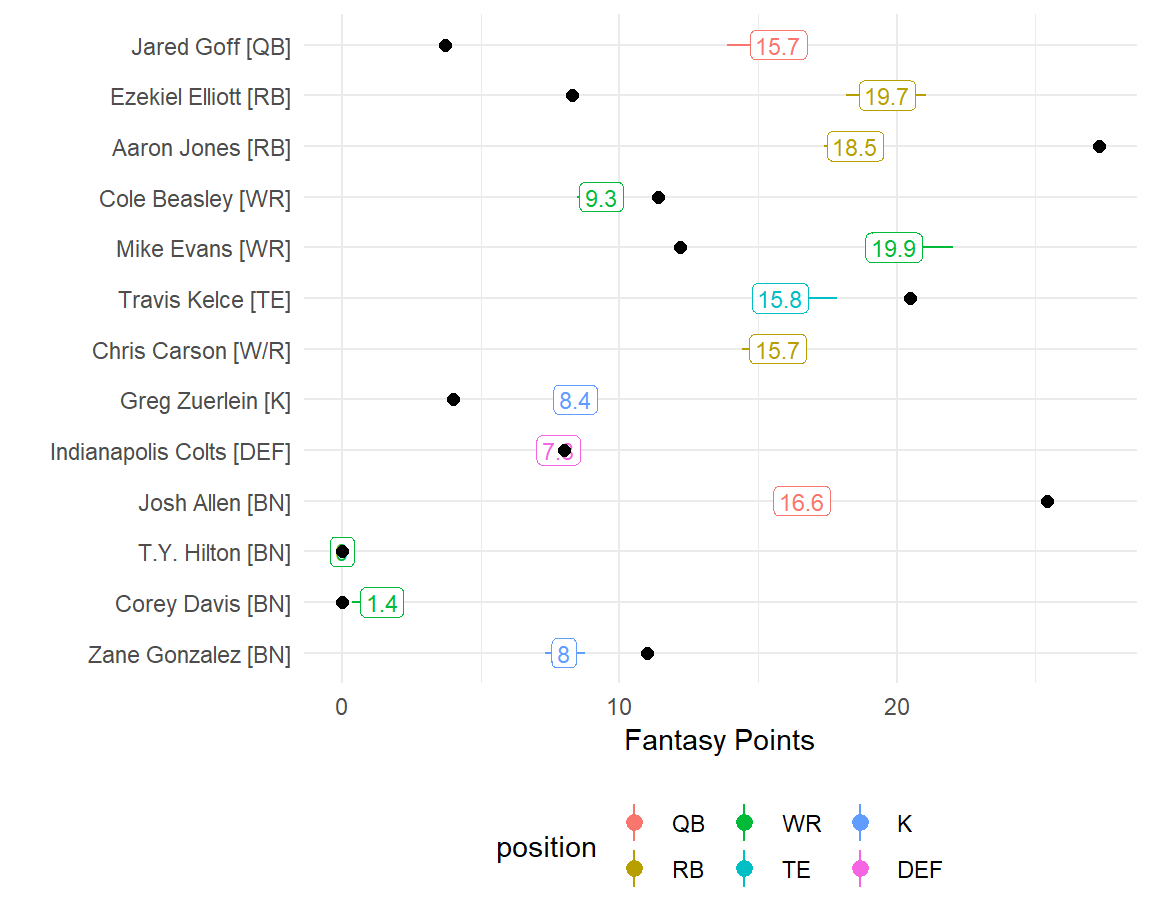 Jared Goff [QB] 15.7
Ezekiel Elliott [RB] 19.7
Aaron Jones [RB] 18.5
Cole Beasley [WR] 9.3
Mike Evans [WR] 19.9
Travis Kelce [TE] 15.8
Chris Carson [W/R] 15.7
Greg Zuerlein [K] 8.4
Indianapolis Colts [DEF]
Josh Allen [BN] 16.6
T.Y. Hilton [BN]
Corey Davis [BN] 1.4
Zane Gonzalez [BN] 8
0 10 20
Fantasy Points
position
QB WR K
RB TE DEF